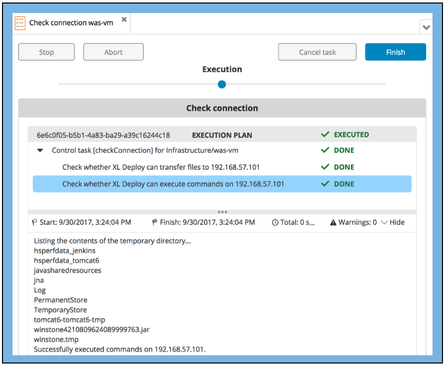 Check connection was-vm
Stop
Abort
Cancel task
Finish
Execution
Check connection
6e6c0f05-b5b1-4a83-ba29-a39c16244c18 EXECUTION PLAN EXECUTED
Control task [checkConnection] for Infrastructure/was-vm DONE
Check whether XL Deploy can transfer files to 192.168.57.101 DONE
Check whether XL Deploy can execute commands on 192.168.57.101 DONE
Start: 9/30/2017, 3:24:04 PM Finish: 9/30/2017, 3:24:04 PM Total: 0 s... Warnings: 0 Hide
Listing the contents of the temporary directory...
hsperfdata_jenkins
hsperfdata_tomcat6
javasharedresources
jna
Log
PermanentStore
TemporaryStore
tomcat6-tomcat6-tmp
winstone4210809624089999763.jar
winstone.tmp
Successfully executed commands on 192.168.57.101.